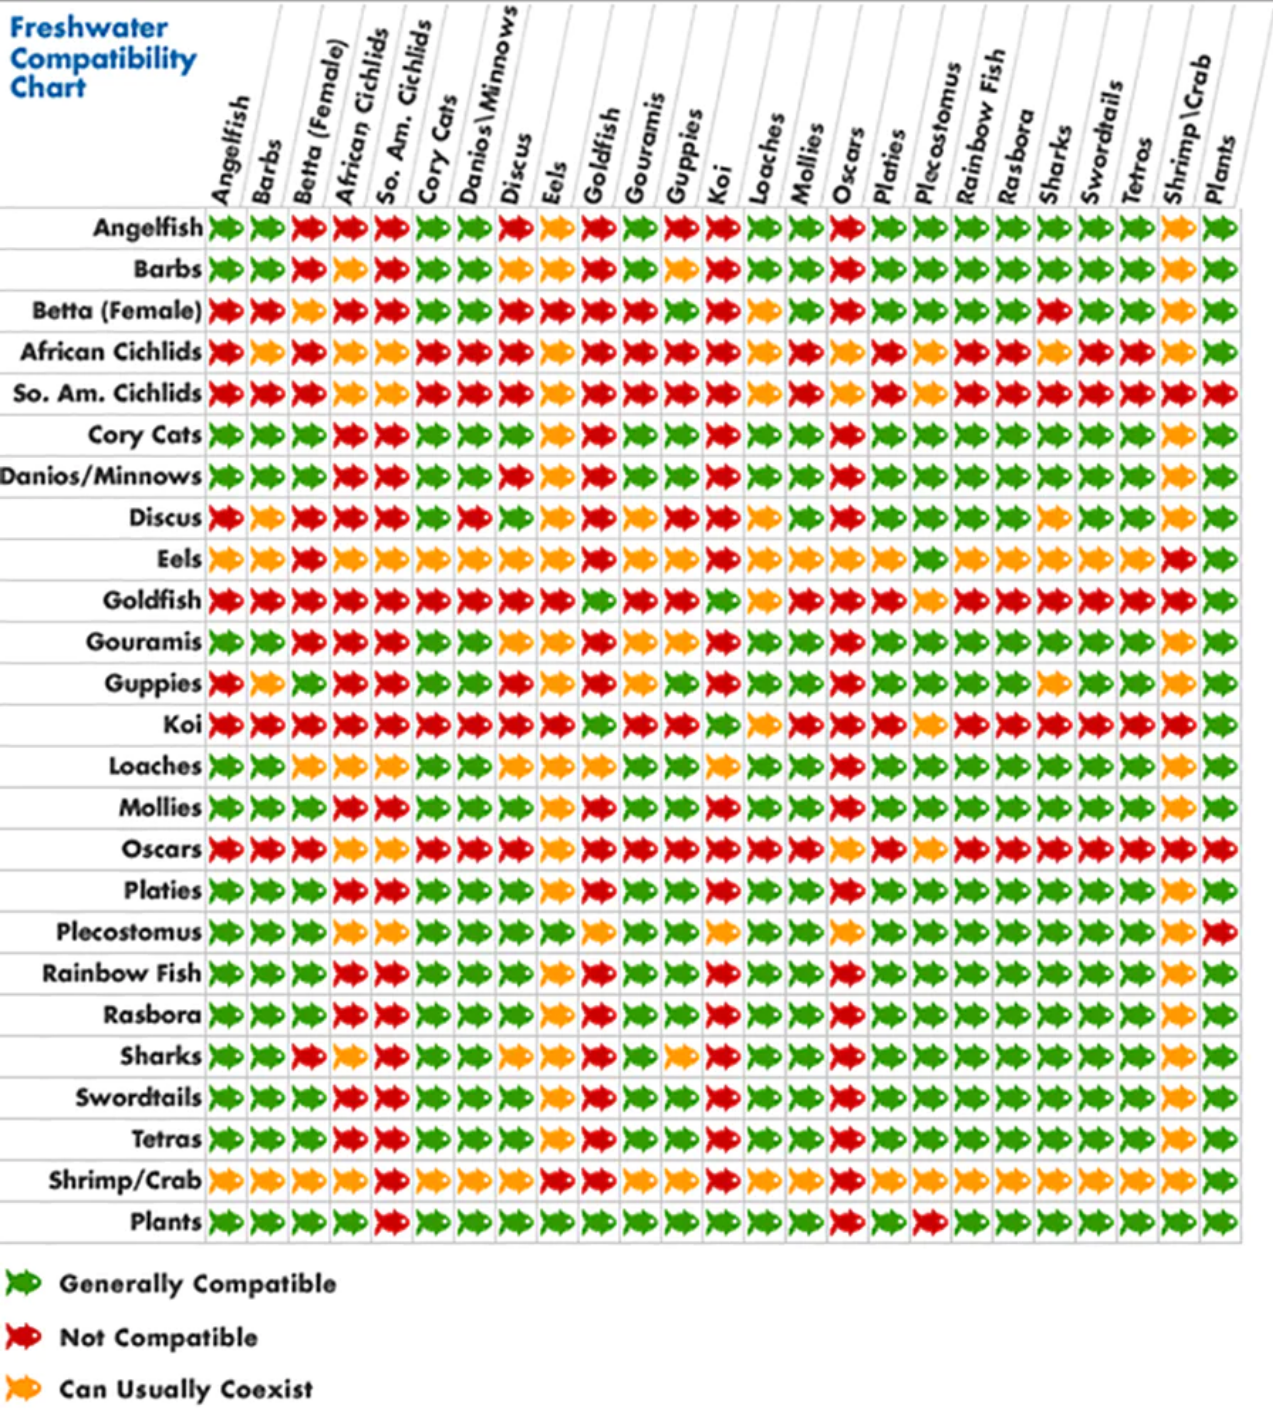 Freshwater
Compatibility
Chart
Angelfish
Barbs
Betta (Female)
African Cichlids
So. Am. Cichlids
Cory Cats
Danios\Minnows
Discus
Eels
Goldfish
Gouramis
Guppies
Koi
Loaches
Mollies
Oscars
Platies
Plecostomus
Rainbow Fish
Rasbora
Sharks
Swordtails
Tetros
Shrimp\Crab
Plants
Angelfish
Barbs
Betta (Female)
African Cichlids
So. Am. Cichlids
Cory Cats
Danios/Minnows
Discus
Eels
Goldfish
Gouramis
Guppies
Koi
Loaches
Mollies
Oscars
Platies
Plecostomus
Rainbow Fish
Rasbora
Sharks
Swordtails
Tetras
Shrimp/Crab
Plants
Generally Compatible
Not Compatible
Can Usually Coexist